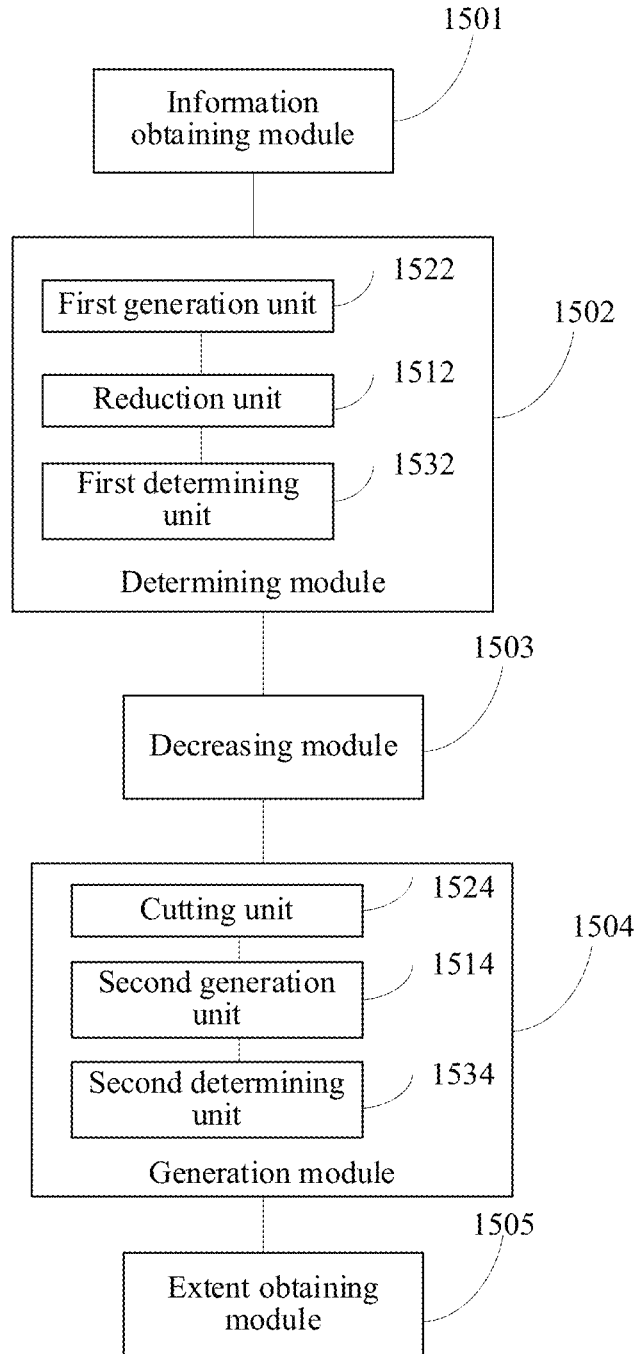 1501
Information
obtaining module
1522
First generation unit
1502
1512
Reduction unit
1532
First determining
unit
Determining module
1503
Decreasing module
1524
Cutting unit
1504
1514
Second generation
unit
1534
Second determining
unit
Generation module
1505
Extent obtaining
module